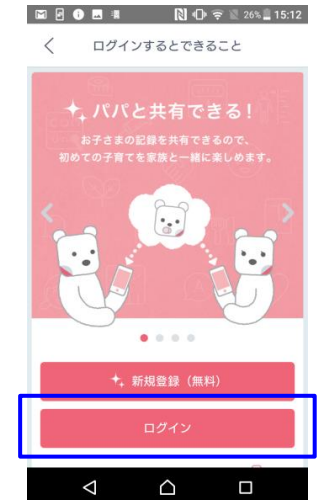 26% 15:12
ログインするとできること
パパと共有できる！
お子さまの記録を共有できるので、
初めての子育てを家族と一緒に楽しめます。
新規登録（無料）
ログイン